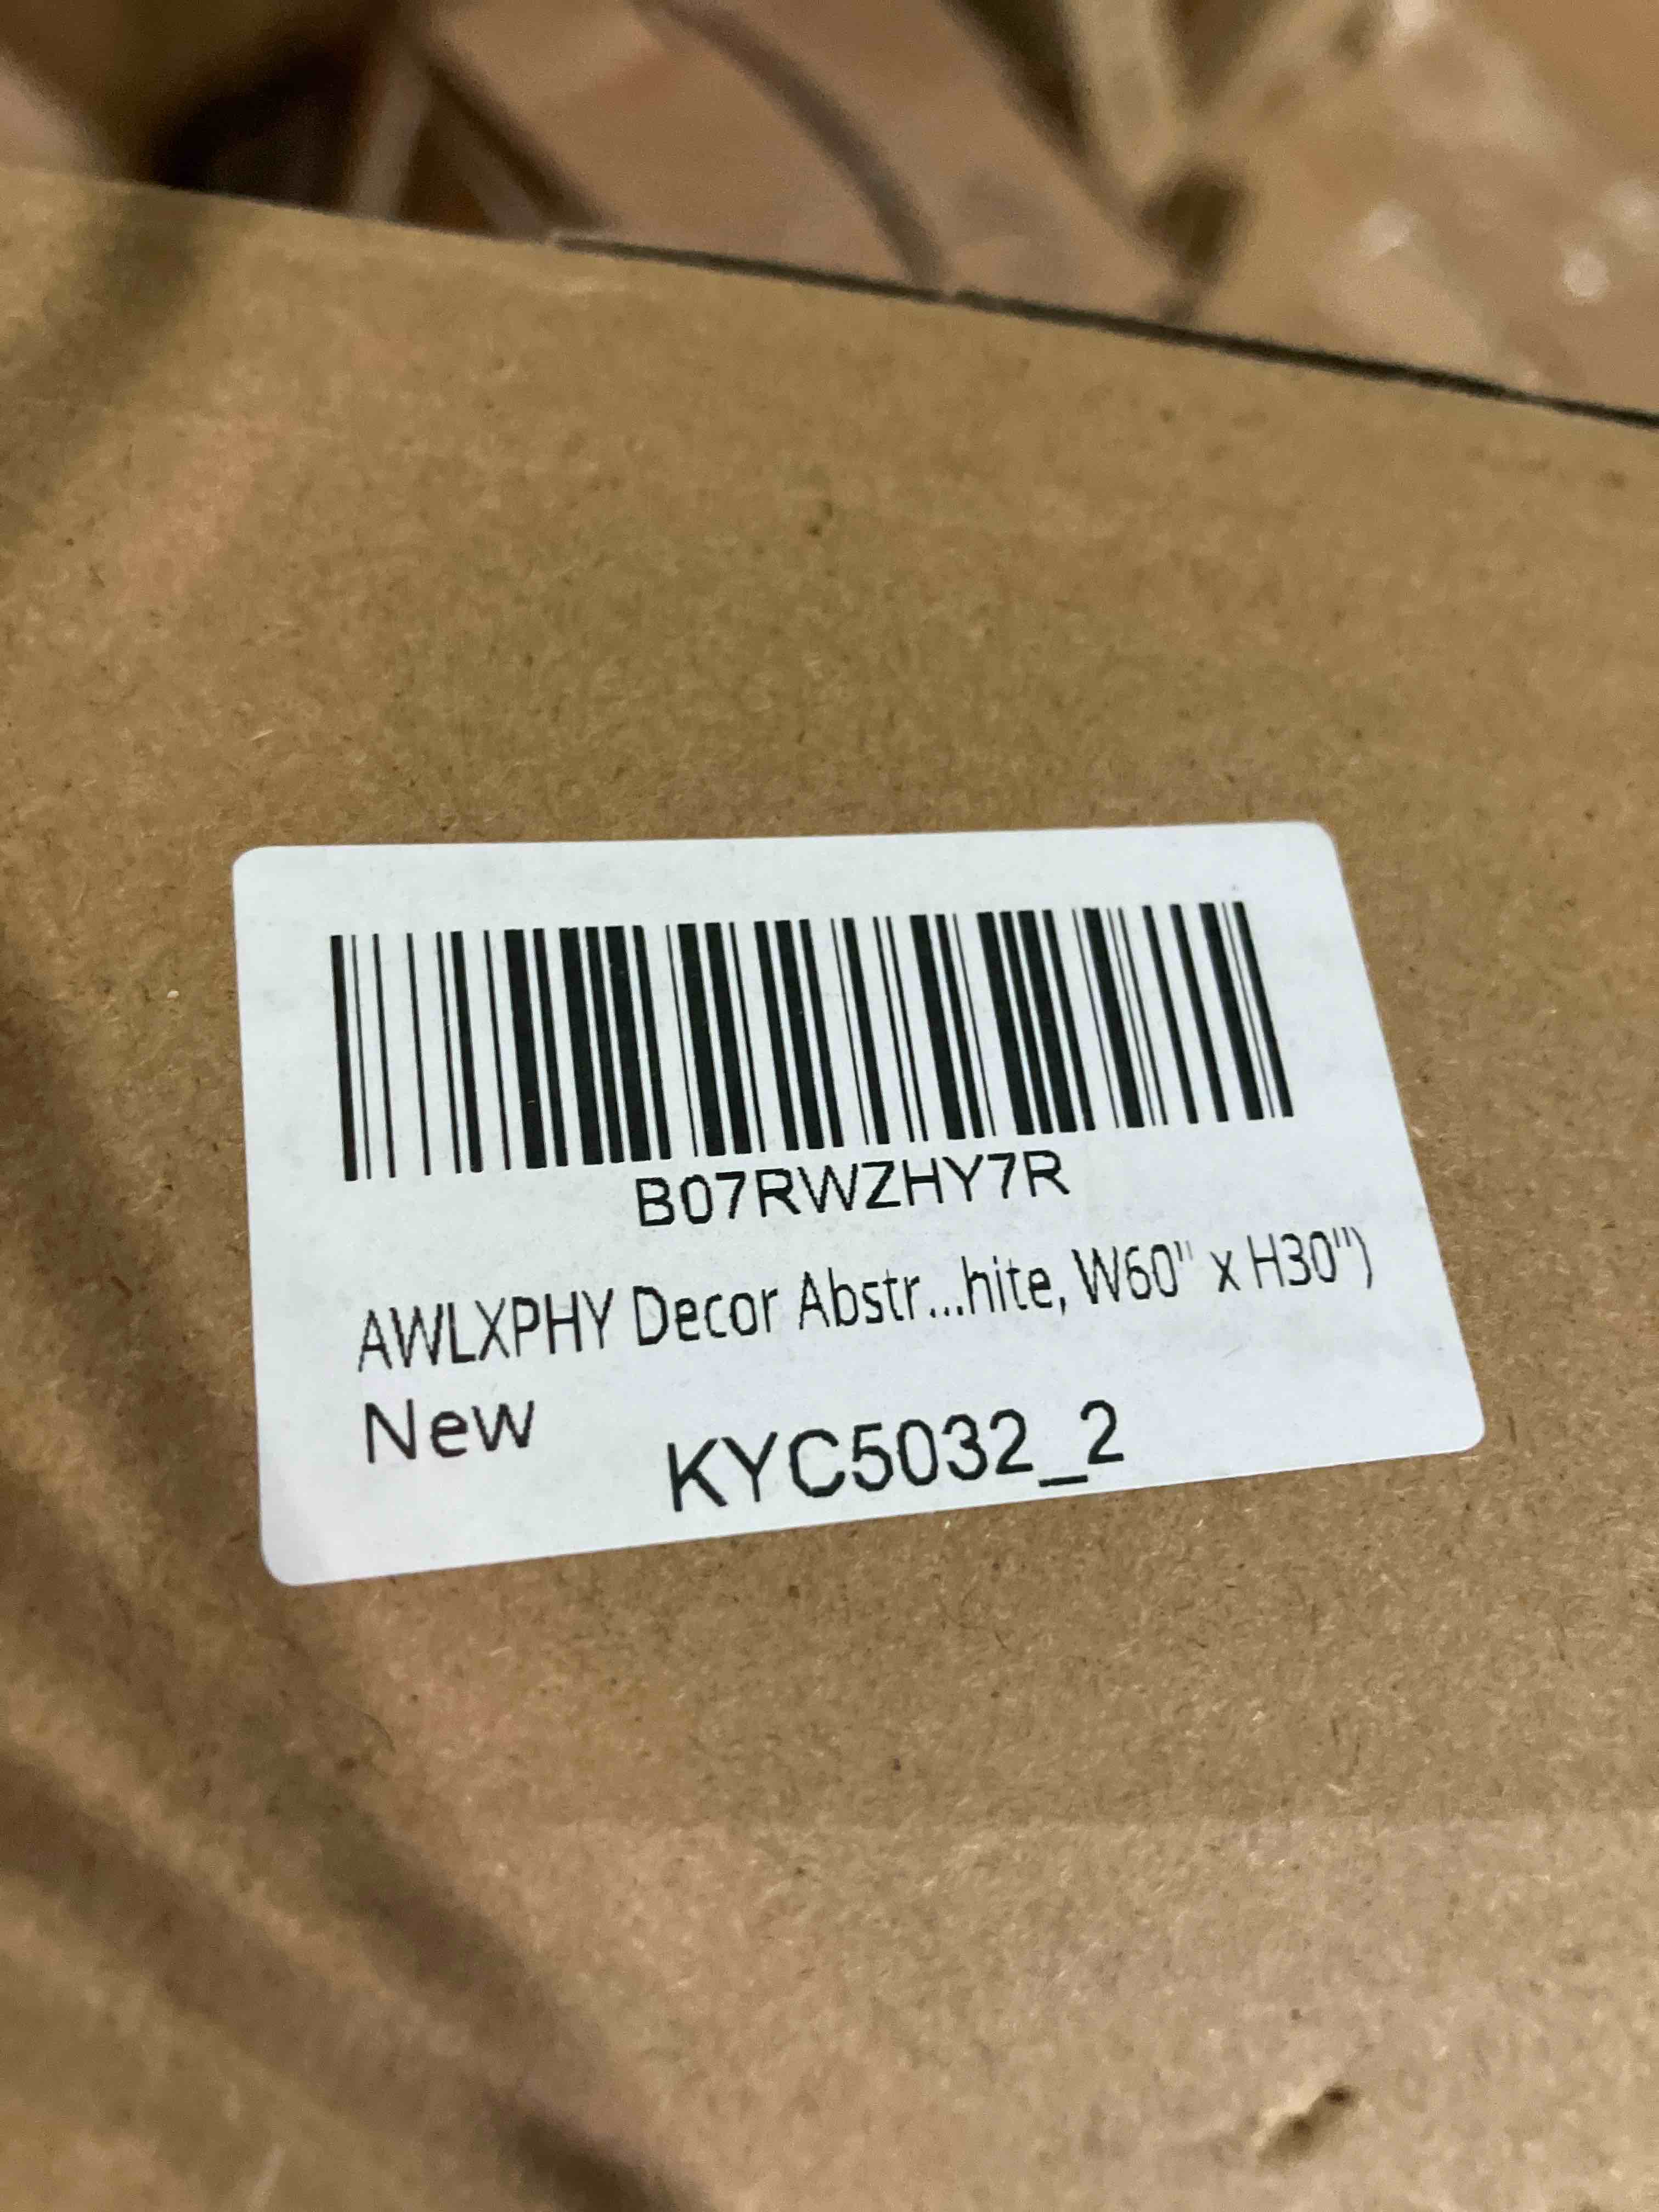 B07RWZHY7R
AWLXPHY Decor Abstr...hite, W60" x H30")
New
KYC5032_2